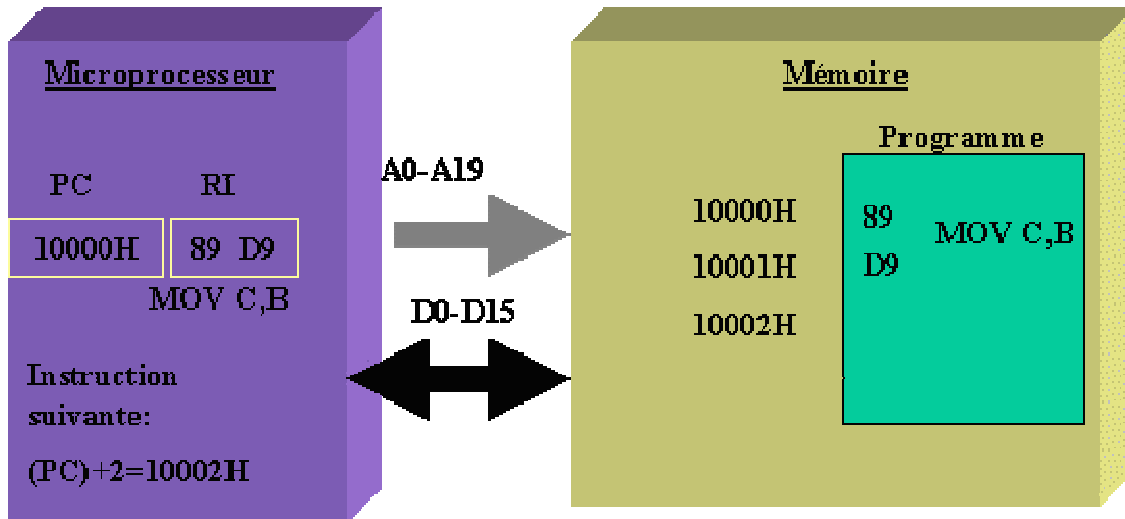 Microprocesseur
PC RI
10000H 89 D9
MOV C,B
Instruction
suivante:
(PC)+2=10002H
A0-A19
D0-D15
Mémoire
Programme
10000H 89 MOV C,B
10001H D9
10002H